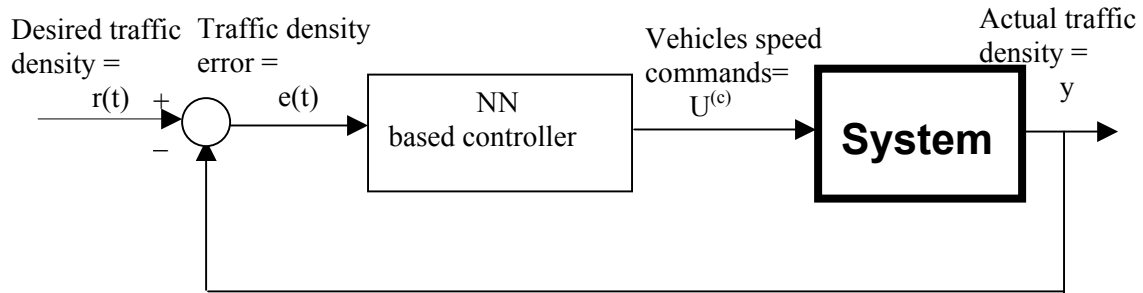 Desired traffic
density =
r(t)
+
−
Traffic density
error =
e(t)
NN
based controller
Vehicles speed
commands=
U(c)
System
Actual traffic
density =
y